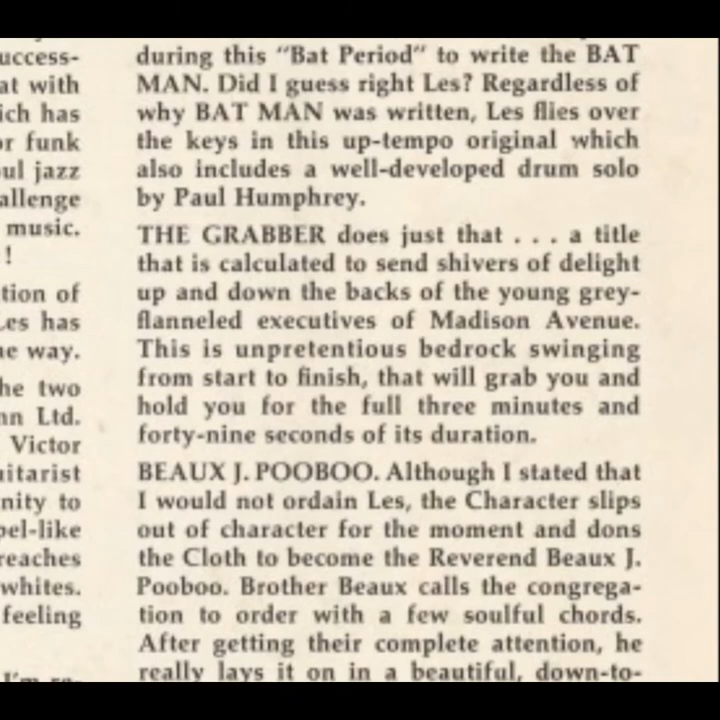 uccess-
at with
ich has
or funk
ul jazz
allenge
music.
!
tion of
Les has
e way.
he two
nn Ltd.
Victor
uitarist
nity to
pel-like
reaches
whites.
feeling
I'm re-
during this "Bat Period" to write the BAT
MAN. Did I guess right Les? Regardless of
why BAT MAN was written, Les flies over
the keys in this up-tempo original which
also includes a well-developed drum solo
by Paul Humphrey.
THE GRABBER does just that . . . a title
that is calculated to send shivers of delight
up and down the backs of the young grey-
flanneled executives of Madison Avenue.
This is unpretentious bedrock swinging
from start to finish, that will grab you and
hold you for the full three minutes and
forty-nine seconds of its duration.
BEAUX J. POOBOO. Although I stated that
I would not ordain Les, the Character slips
out of character for the moment and dons
the Cloth to become the Reverend Beaux J.
Pooboo. Brother Beaux calls the congrega-
tion to order with a few soulful chords.
After getting their complete attention, he
really lays it on in a beautiful, down-to-